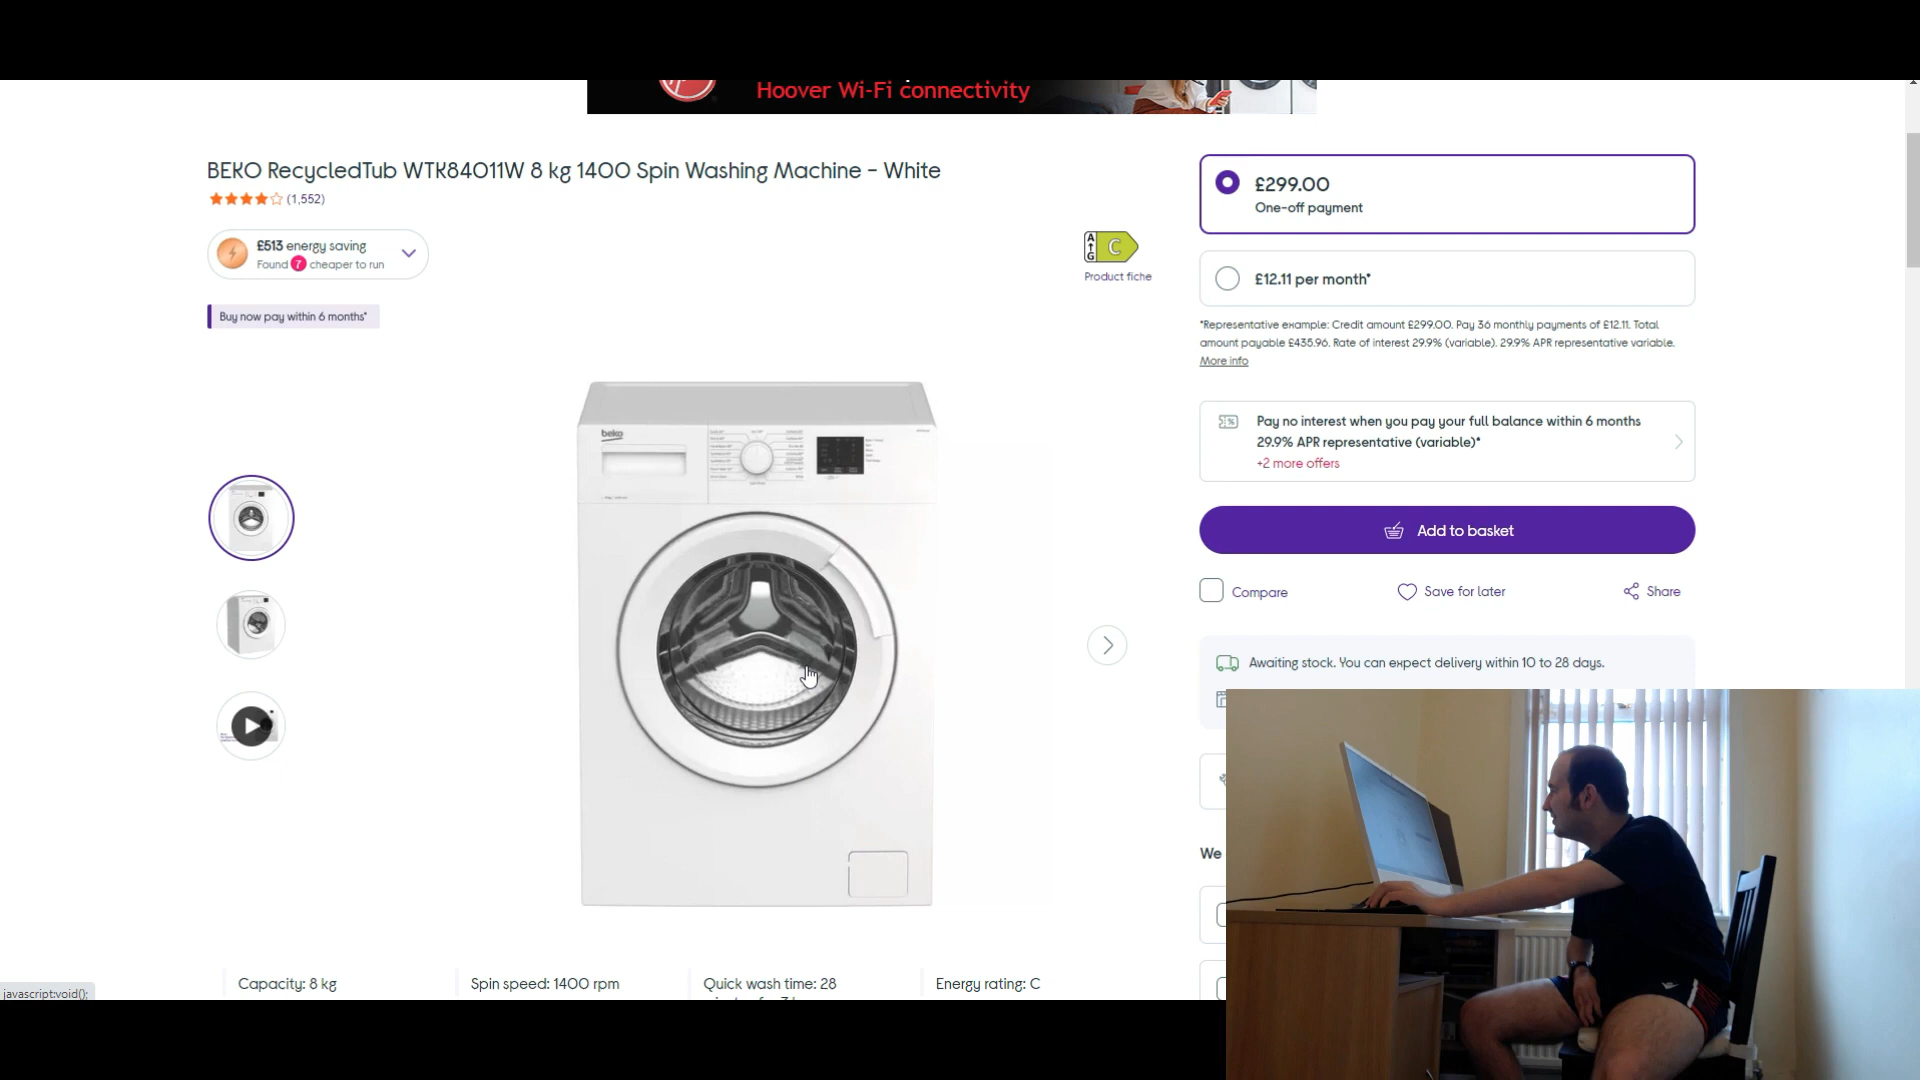 Hoover Wi-Fi connectivity
BEKO RecycledTub WTK84011W 8 kg 1400 Spin Washing Machine - White
(1,552)
£513 energy saving
Found 7 cheaper to run
Buy now pay within 6 months*
A
G
C
Product fiche
beko
£299.00
One-off payment
£12.11 per month*
*Representative example: Credit amount £299.00. Pay 36 monthly payments of £12.11. Total
amount payable £435.96. Rate of interest 29.9% (variable). 29.9% APR representative variable.
More info
Pay no interest when you pay your full balance within 6 months
29.9% APR representative (variable)*
+2 more offers
Add to basket
Compare
Save for later
Share
Awaiting stock. You can expect delivery within 10 to 28 days.
We
Capacity: 8 kg
Spin speed: 1400 rpm
Quick wash time: 28
Energy rating: C
javascript:void();